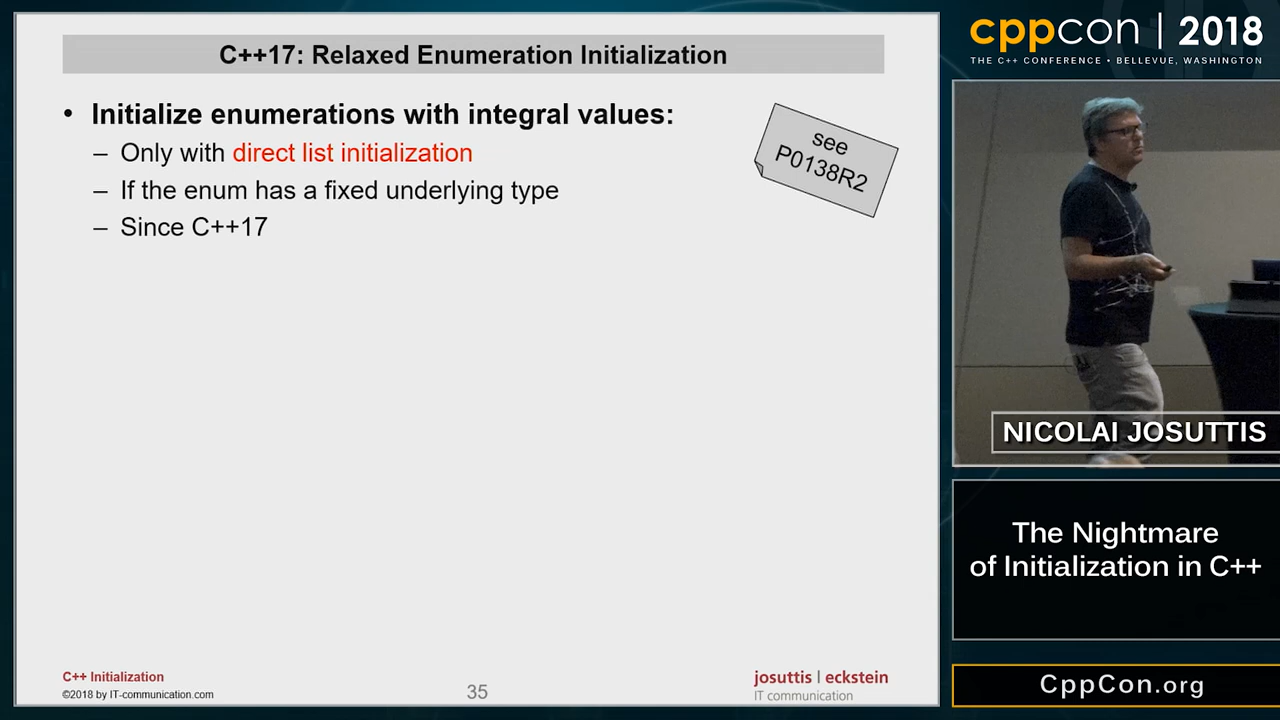 C++17: Relaxed Enumeration Initialization
• Initialize enumerations with integral values:
– Only with direct list initialization
– If the enum has a fixed underlying type
– Since C++17
see
P0138R2
C++ Initialization
©2018 by IT-communication.com
35
josuttis | eckstein
IT communication
cppcon | 2018
THE C++ CONFERENCE • BELLEVUE, WASHINGTON
NICOLAI JOSUTTIS
The Nightmare
of Initialization in C++
CppCon.org